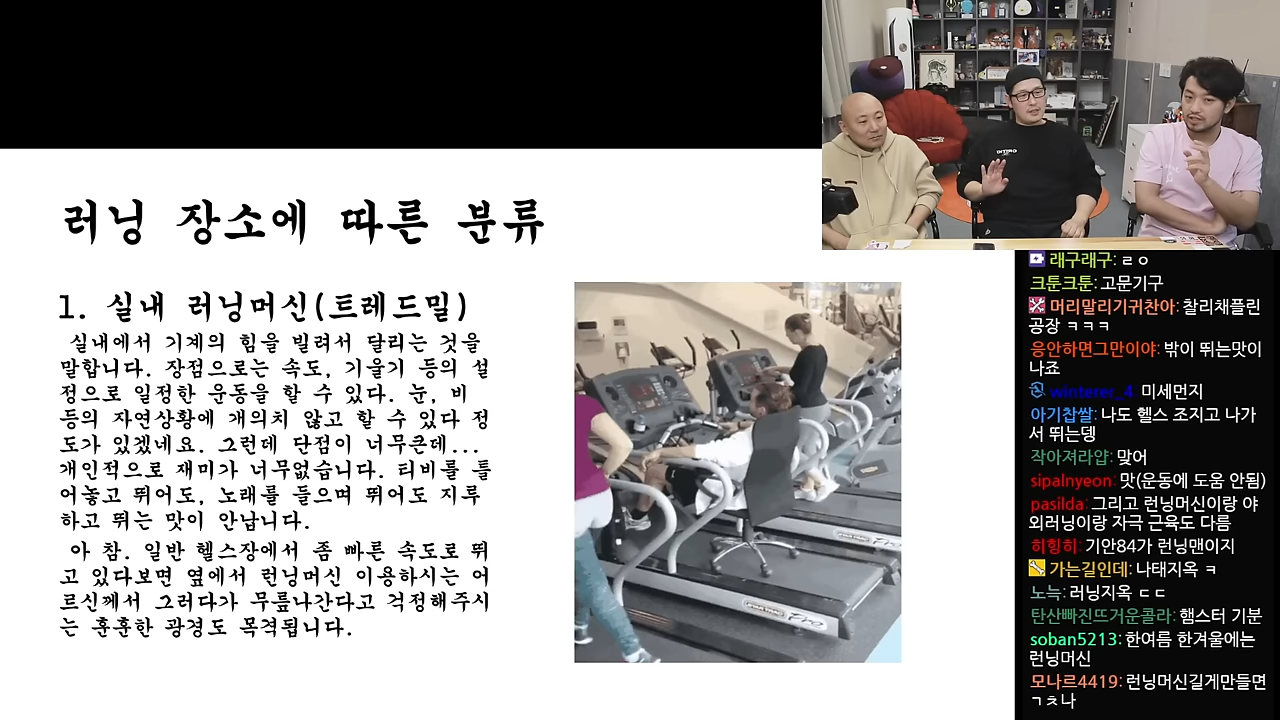 러닝 장소에 따른 분류
1. 실내 러닝머신(트레드밀)
실내에서 기계의 힘을 빌려서 달리는 것을
말합니다. 장점으로는 속도, 기울기 등의 설
정으로 일정한 운동을 할 수 있다. 눈, 비
등의 자연상황에 개의치 않고 할 수 있다 정
도가 있겠네요. 그런데 단점이 너무큰데...
개인적으로 재미가 너무없습니다. 티비를 틀
어놓고 뛰어도, 노래를 들으며 뛰어도 지루
하고 뛰는 맛이 안납니다.
아 참. 일반 헬스장에서 좀 빠른 속도로 뛰
고 있다보면 옆에서 런닝머신 이용하시는 어
르신께서 그러다가 무릎나간다고 걱정해주시
는 훈훈한 광경도 목격됩니다.
Pro
Pro
INTRO
래구래구: ㄹㅇ
크툰크툰: 고문기구
머리말리기귀찬아: 찰리채플린
공장 ㅋㅋㅋ
응안하면그만이야: 밖이 뛰는맛이
나죠
winterer_4: 미세먼지
아기찹쌀: 나도 헬스 조지고 나가
서 뛰는뎅
작아져라얍: 맞어
sipalnyeon: 맛(운동에 도움 안됨)
pasilda: 그리고 런닝머신이랑 야
외러닝이랑 자극 근육도 다름
히힝히: 기안84가 런닝맨이지
가는길인데: 나태지옥 ㅋ
노늑: 러닝지옥 ㄷㄷ
탄산빠진뜨거운콜라: 햄스터 기분
soban5213: 한여름 한겨울에는
런닝머신
모나르4419: 런닝머신길게만들면
ㄱㅊ나